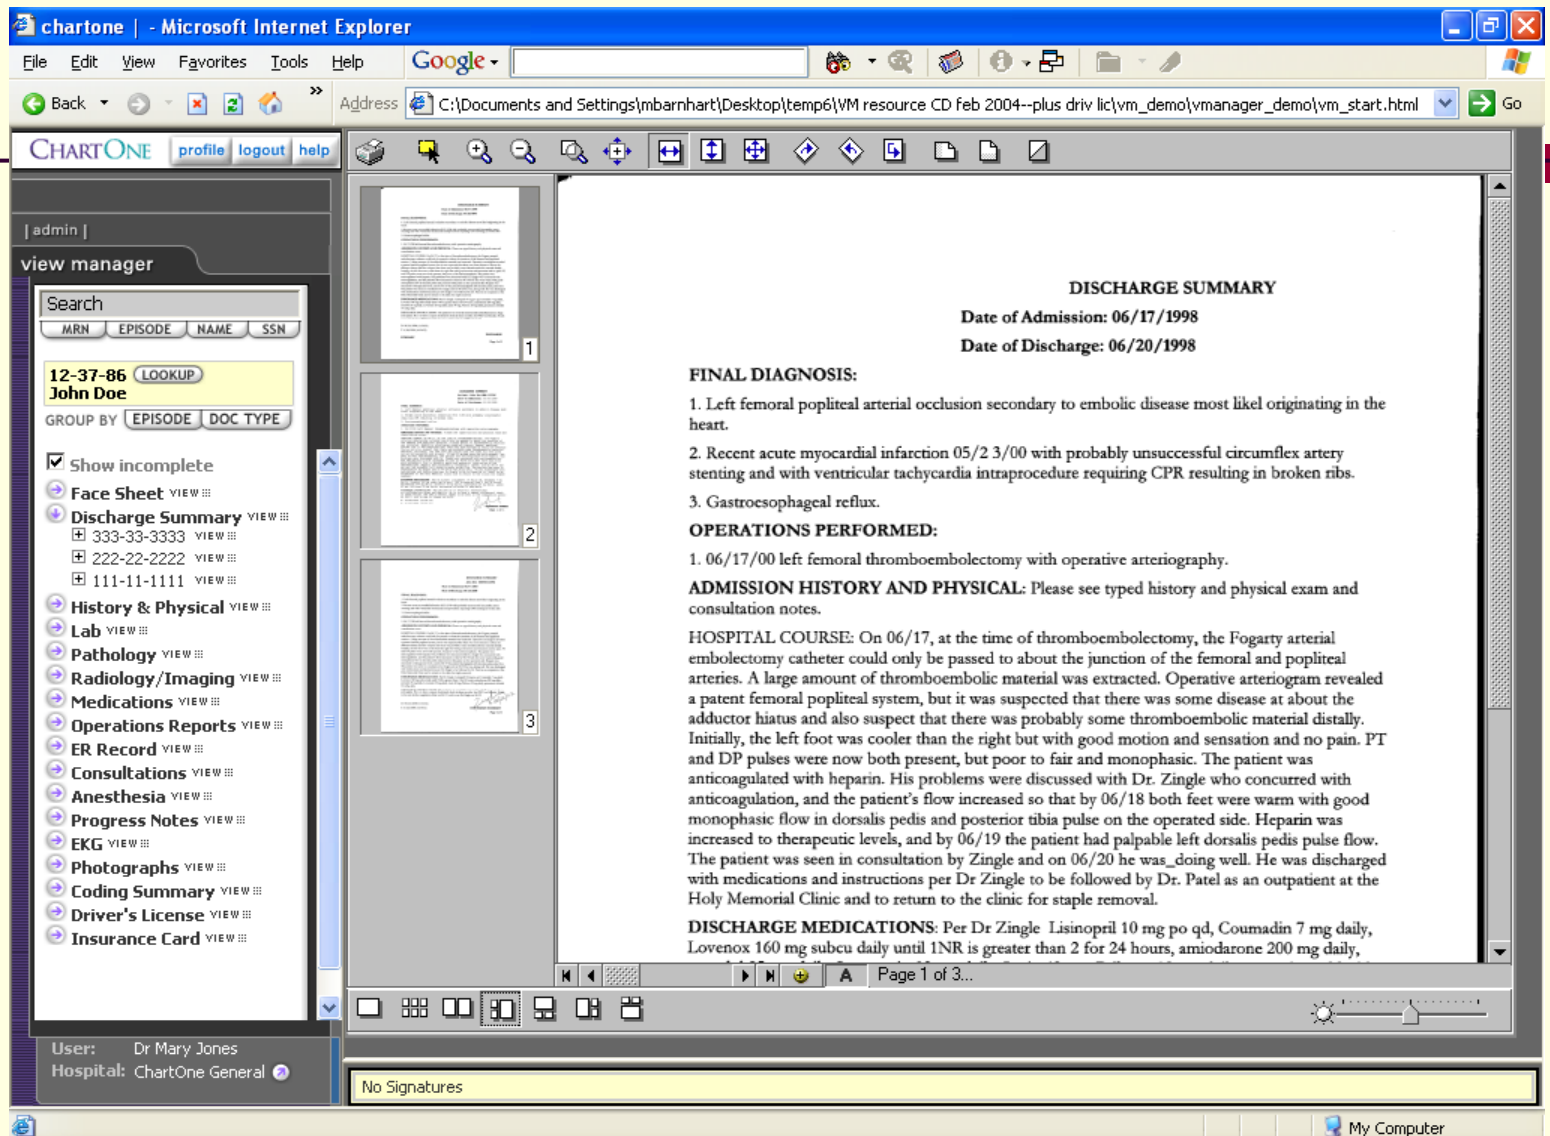 chartone | - Microsoft Internet Explorer
File Edit View Favorites Tools Help Google
Back Address C:\Documents and Settings\mbarnhart\Desktop\temp6\VM resource CD feb 2004--plus driv lic\vm_demo\vmanager_demo\vm_start.html Go
CHARTONE profile logout help
| admin |
view manager
Search
MRN EPISODE NAME SSN
12-37-86 LOOKUP
John Doe
GROUP BY EPISODE DOC TYPE
Show incomplete
Face Sheet VIEW
Discharge Summary VIEW
333-33-3333 VIEW
222-22-2222 VIEW
111-11-1111 VIEW
History & Physical VIEW
Lab VIEW
Pathology VIEW
Radiology/Imaging VIEW
Medications VIEW
Operations Reports VIEW
ER Record VIEW
Consultations VIEW
Anesthesia VIEW
Progress Notes VIEW
EKG VIEW
Photographs VIEW
Coding Summary VIEW
Driver's License VIEW
Insurance Card VIEW
User: Dr Mary Jones
Hospital: ChartOne General
1
2
3
DISCHARGE SUMMARY
Date of Admission: 06/17/1998
Date of Discharge: 06/20/1998
FINAL DIAGNOSIS:
1. Left femoral popliteal arterial occlusion secondary to embolic disease most likel originating in the
heart.
2. Recent acute myocardial infarction 05/2 3/00 with probably unsuccessful circumflex artery
stenting and with ventricular tachycardia intraprocedure requiring CPR resulting in broken ribs.
3. Gastroesophageal reflux.
OPERATIONS PERFORMED:
1. 06/17/00 left femoral thromboembolectomy with operative arteriography.
ADMISSION HISTORY AND PHYSICAL: Please see typed history and physical exam and
consultation notes.
HOSPITAL COURSE: On 06/17, at the time of thromboembolectomy, the Fogarty arterial
embolectomy catheter could only be passed to about the junction of the femoral and popliteal
arteries. A large amount of thromboembolic material was extracted. Operative arteriogram revealed
a patent femoral popliteal system, but it was suspected that there was some disease at about the
adductor hiatus and also suspect that there was probably some thromboembolic material distally.
Initially, the left foot was cooler than the right but with good motion and sensation and no pain. PT
and DP pulses were now both present, but poor to fair and monophasic. The patient was
anticoagulated with heparin. His problems were discussed with Dr. Zingle who concurred with
anticoagulation, and the patient's flow increased so that by 06/18 both feet were warm with good
monophasic flow in dorsalis pedis and posterior tibia pulse on the operated side. Heparin was
increased to therapeutic levels, and by 06/19 the patient had palpable left dorsalis pedis pulse flow.
The patient was seen in consultation by Zingle and on 06/20 he was_doing well. He was discharged
with medications and instructions per Dr Zingle to be followed by Dr. Patel as an outpatient at the
Holy Memorial Clinic and to return to the clinic for staple removal.
DISCHARGE MEDICATIONS: Per Dr Zingle Lisinopril 10 mg po qd, Coumadin 7 mg daily,
Lovenox 160 mg subcu daily until 1NR is greater than 2 for 24 hours, amiodarone 200 mg daily,
A Page 1 of 3...
No Signatures
My Computer